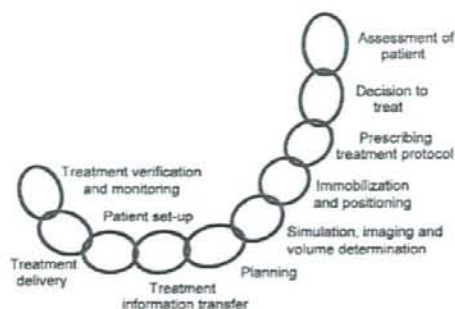 Assessment of
patient
Decision to
treat
Prescribing
treatment protocol
Immobilization
and positioning
Simulation, imaging and
volume determination
Planning
Treatment
information transfer
Patient set-up
Treatment
delivery
Treatment verification
and monitoring